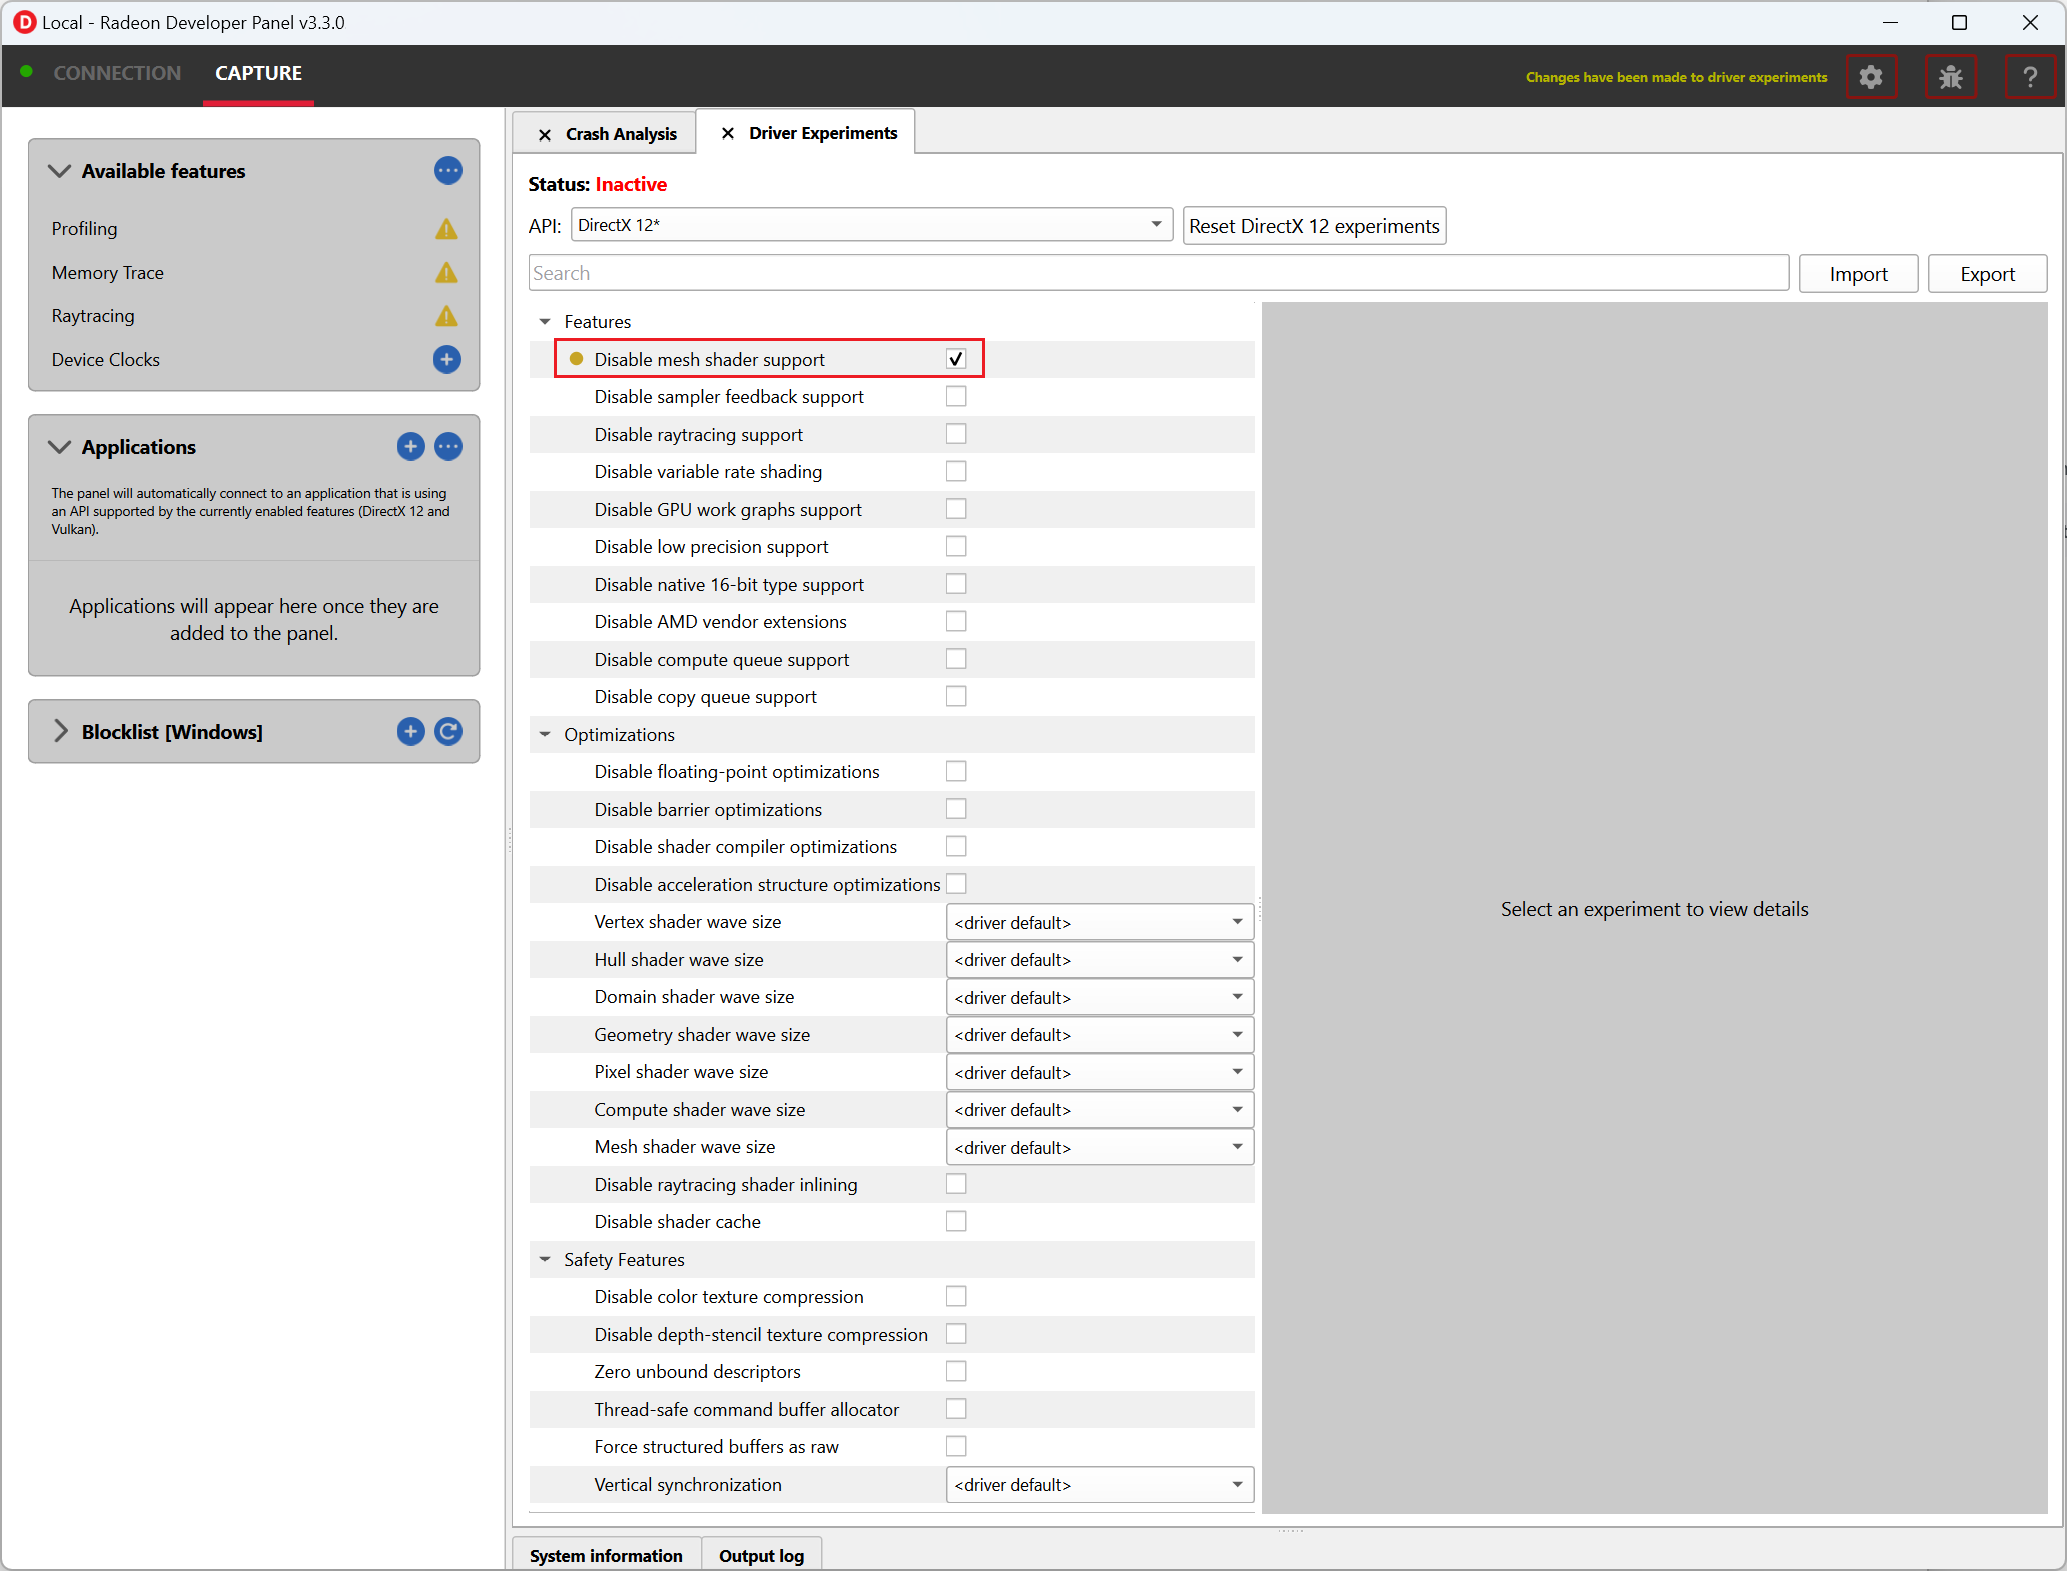 Local - Radeon Developer Panel v3.3.0
CONNECTION
CAPTURE
Changes have been made to driver experiments
?
Available features
Profiling
Memory Trace
Raytracing
Device Clocks
Applications
The panel will automatically connect to an application that is using
an API supported by the currently enabled features (DirectX 12 and
Vulkan).
Applications will appear here once they are
added to the panel.
Blocklist [Windows]
Crash Analysis
Driver Experiments
Status: Inactive
API: DirectX 12*
Reset DirectX 12 experiments
Search
Import
Export
Features
Disable mesh shader support
Disable sampler feedback support
Disable raytracing support
Disable variable rate shading
Disable GPU work graphs support
Disable low precision support
Disable native 16-bit type support
Disable AMD vendor extensions
Disable compute queue support
Disable copy queue support
Optimizations
Disable floating-point optimizations
Disable barrier optimizations
Disable shader compiler optimizations
Disable acceleration structure optimizations
Vertex shader wave size <driver default>
Hull shader wave size <driver default>
Domain shader wave size <driver default>
Geometry shader wave size <driver default>
Pixel shader wave size <driver default>
Compute shader wave size <driver default>
Mesh shader wave size <driver default>
Disable raytracing shader inlining
Disable shader cache
Safety Features
Disable color texture compression
Disable depth-stencil texture compression
Zero unbound descriptors
Thread-safe command buffer allocator
Force structured buffers as raw
Vertical synchronization <driver default>
Select an experiment to view details
System information
Output log